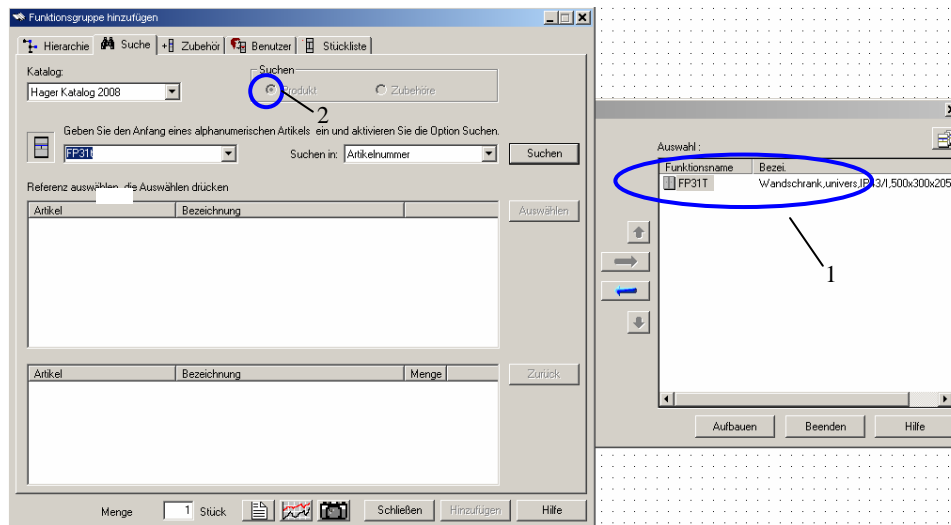 Funktionsgruppe hinzufügen
Hierarchie Suche Zubehör Benutzer Stückliste
Katalog:
Hager Katalog 2008
Suchen
Produkt Zubehöre
2
Geben Sie den Anfang eines alphanumerischen Artikels ein und aktivieren Sie die Option Suchen.
FP31t Suchen in: Artikelnummer Suchen
Referenz auswählen, die Auswählen drücken
Artikel Bezeichnung Auswählen
Artikel Bezeichnung Menge Zurück
Menge 1 Stück Schließen Hinzufügen Hilfe
Auswahl :
Funktionsname Bezei.
FP31T Wandschrank,univers,IP43/I,500x300x205
1
Aufbauen Beenden Hilfe